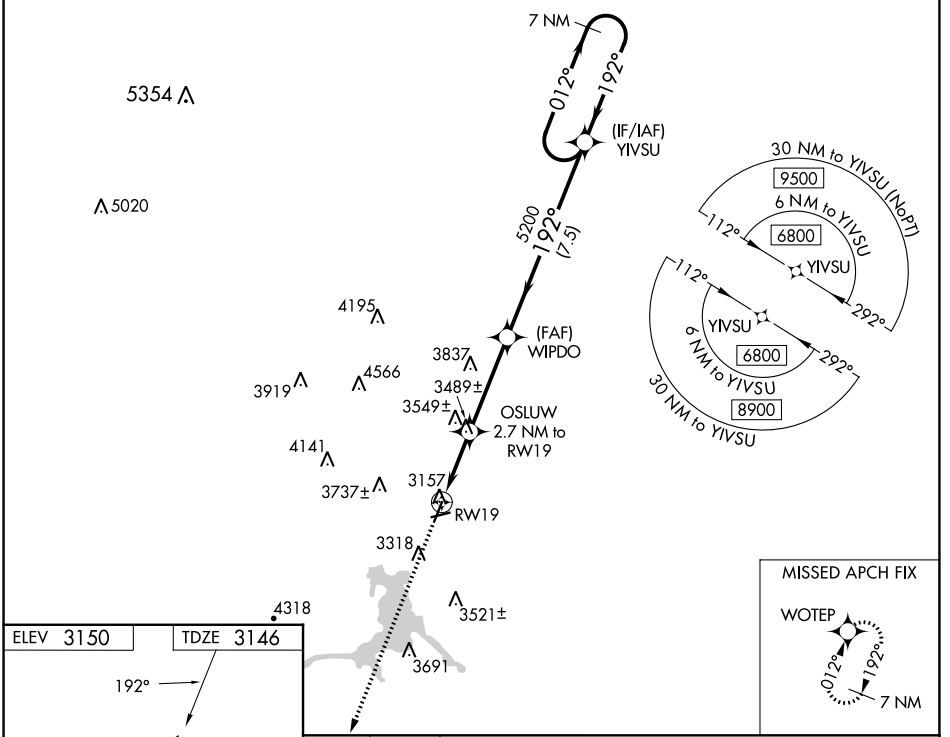 7 NM
012°
192°
(IF/IAF)
YIVSU
5354
5020
5200
192°
(7.5)
30 NM to YIVSU (NoPT)
9500
6 NM to YIVSU
6800
112°
YIVSU
292°
112°
YIVSU
292°
6800
6 NM to YIVSU
8900
30 NM to YIVSU
4195
(FAF)
WIPDO
3837
4566
3919
3489±
3549±
OSLUW
2.7 NM to
RW19
4141
3737±
3157
RW19
3318
3521±
4318
3691
ELEV 3150
TDZE 3146
192°
MISSED APCH FIX
WOTEP
012°
192°
7 NM